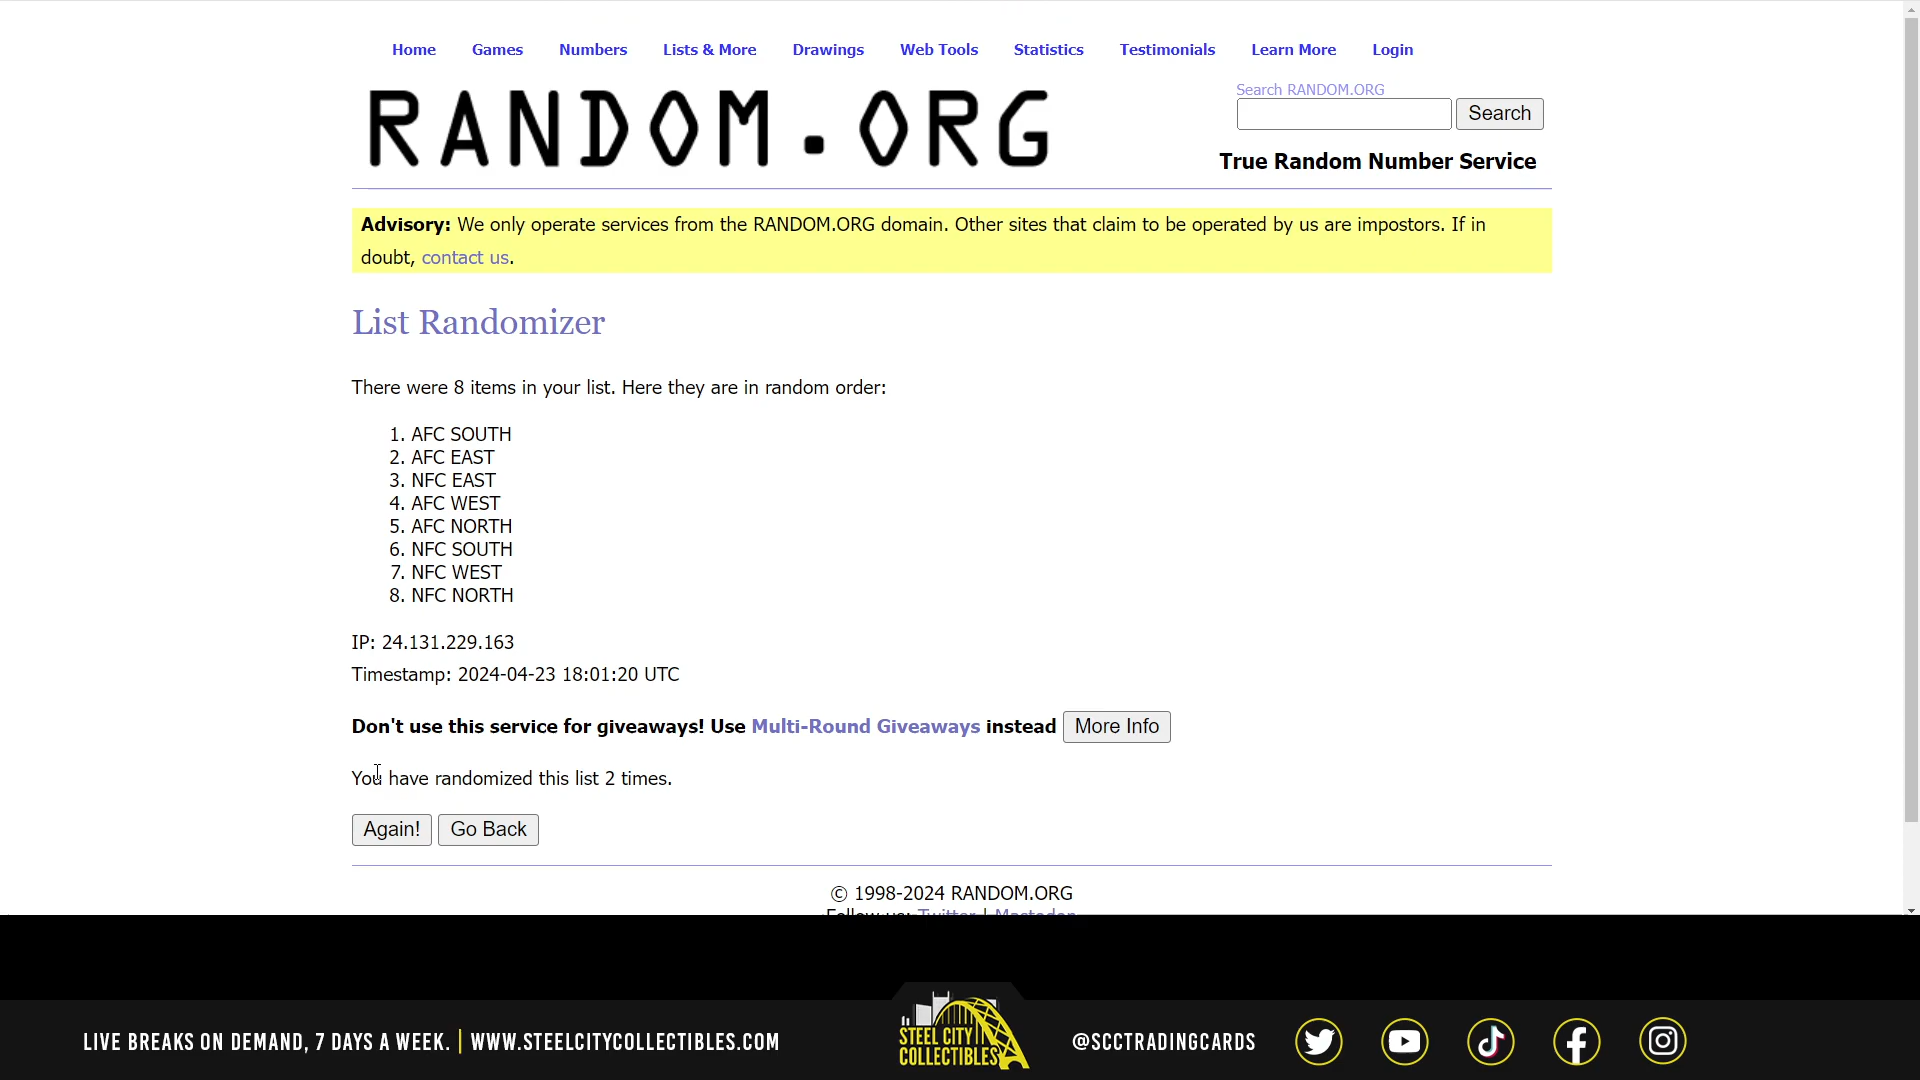 Home Games Numbers Lists & More Drawings Web Tools Statistics Testimonials Learn More Login
RANDOM.ORG
Search RANDOM.ORG
Search
True Random Number Service
Advisory: We only operate services from the RANDOM.ORG domain. Other sites that claim to be operated by us are impostors. If in
doubt, contact us.
List Randomizer
There were 8 items in your list. Here they are in random order:
1. AFC SOUTH
2. AFC EAST
3. NFC EAST
4. AFC WEST
5. AFC NORTH
6. NFC SOUTH
7. NFC WEST
8. NFC NORTH
IP: 24.131.229.163
Timestamp: 2024-04-23 18:01:20 UTC
Don't use this service for giveaways! Use Multi-Round Giveaways instead More Info
You have randomized this list 2 times.
Again! Go Back
© 1998-2024 RANDOM.ORG
Follow us: Twitter | Mastodon
LIVE BREAKS ON DEMAND, 7 DAYS A WEEK. | WWW.STEELCITYCOLLECTIBLES.COM
STEEL CITY
COLLECTIBLES
@SCCTRADINGCARDS